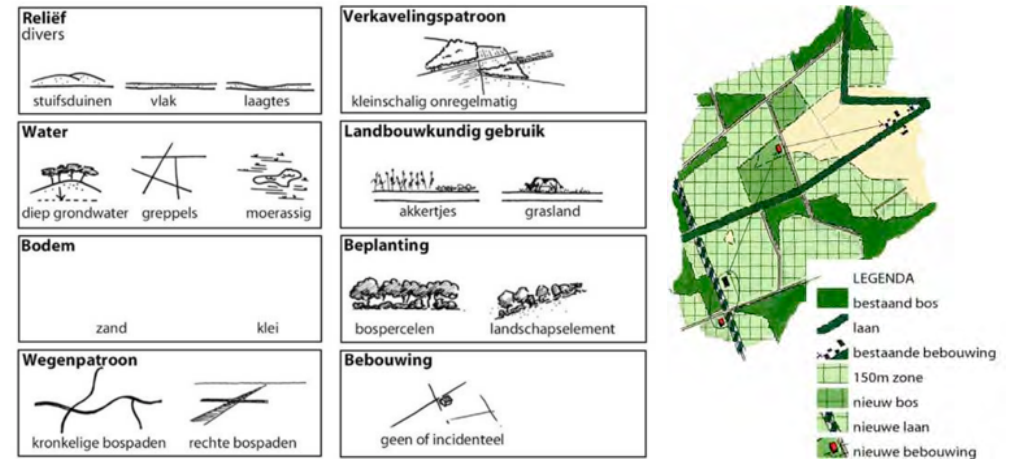 Reliëf
divers
stuifsduinen vlak laagtes
Verkavelingspatroon
kleinschalig onregelmatig
Water
diep grondwater greppels moerassig
Landbouwkundig gebruik
akkertjes grasland
Bodem
zand klei
Beplanting
bospercelen landschapselement
Wegenpatroon
kronkelige bospaden rechte bospaden
Bebouwing
geen of incidenteel
LEGENDA
bestaand bos
laan
bestaande bebouwing
150m zone
nieuw bos
nieuwe laan
nieuwe bebouwing